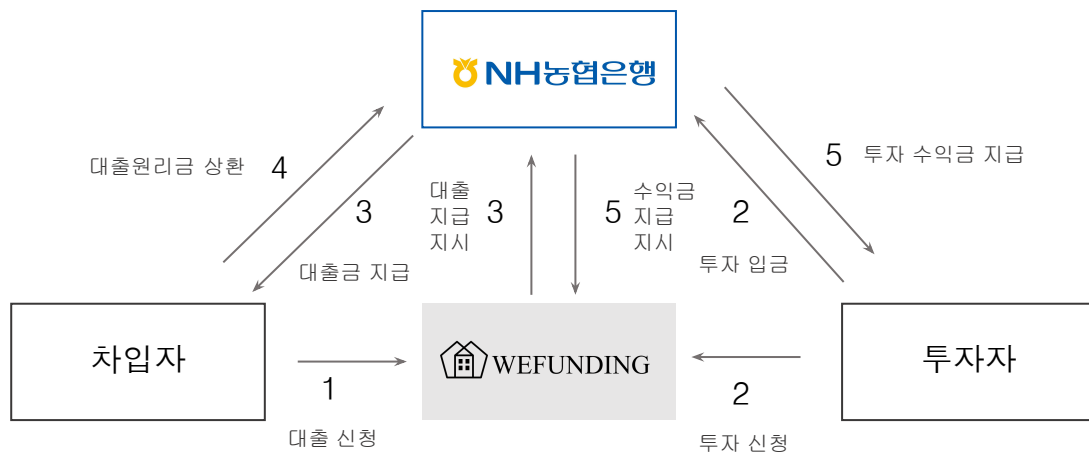 NH농협은행
대출원리금 상환
4
3
대출금 지급
대출
지급
지시
3
5
수익금
지급
지시
2
투자 입금
5
투자 수익금 지급
차입자
WEFUNDING
투자자
1
대출 신청
2
투자 신청